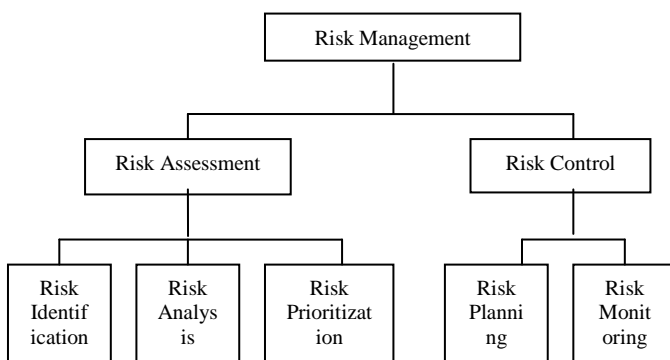 Risk Management
Risk Assessment
Risk Control
Risk
Identif
ication
Risk
Analys
is
Risk
Prioritizat
ion
Risk
Planni
ng
Risk
Monit
oring